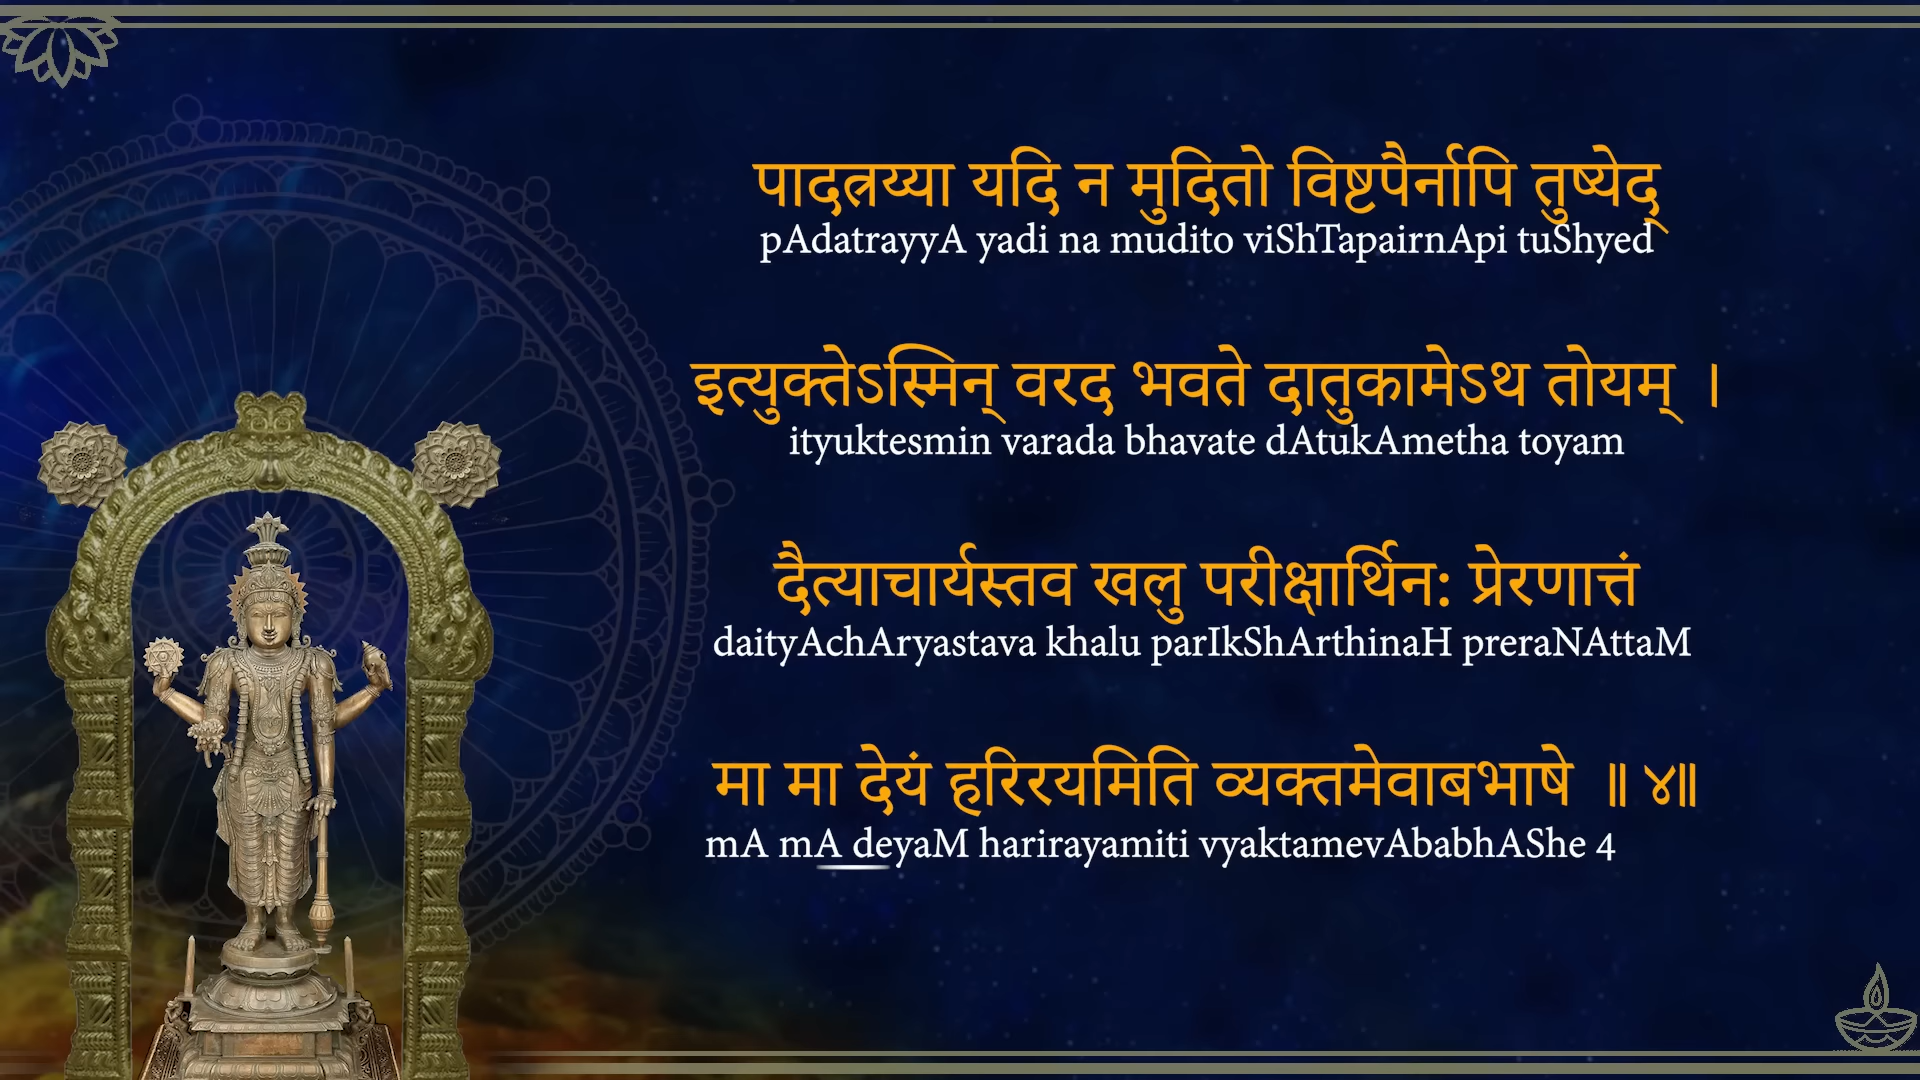 पादत्रय्या यदि न मुदितो विष्टपैर्नापि तुष्येद्
pAdatrayyA yadi na mudito viShTapairnApi tuShyed
इत्युक्तेऽस्मिन् वरद भवते दातुकामेऽथ तोयम् ।
ityuktesmin varada bhavate dAtukAmetha toyam
दैत्याचार्यस्तव खलु परीक्षार्थिन: प्रेरणात्तं
daityAchAryastava khalu parIkShArthinaH preraNAttaM
मा मा देयं हरिरयमिति व्यक्तमेवाबभाषे ॥ ४॥
mA mA deyaM harirayamiti vyaktamevAbabhAShe 4